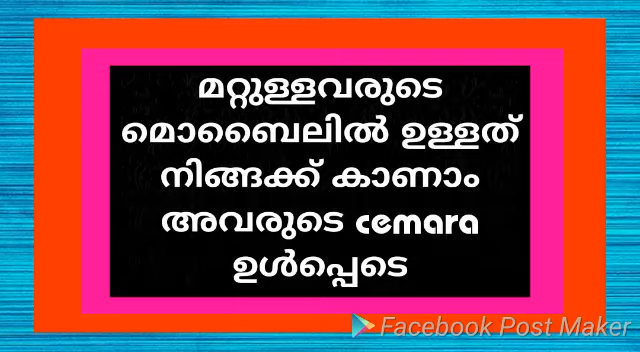 മറ്റുള്ളവരുടെ
മൊബൈലിൽ ഉള്ളത്
നിങ്ങക്ക് കാണാം
അവരുടെ cemara
ഉൾപ്പെടെ
Facebook Post Maker